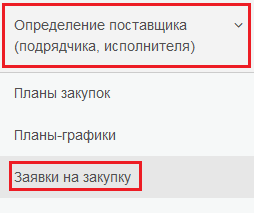 Определение поставщика
(подрядчика, исполнителя)
Планы закупок
Планы-графики
Заявки на закупку